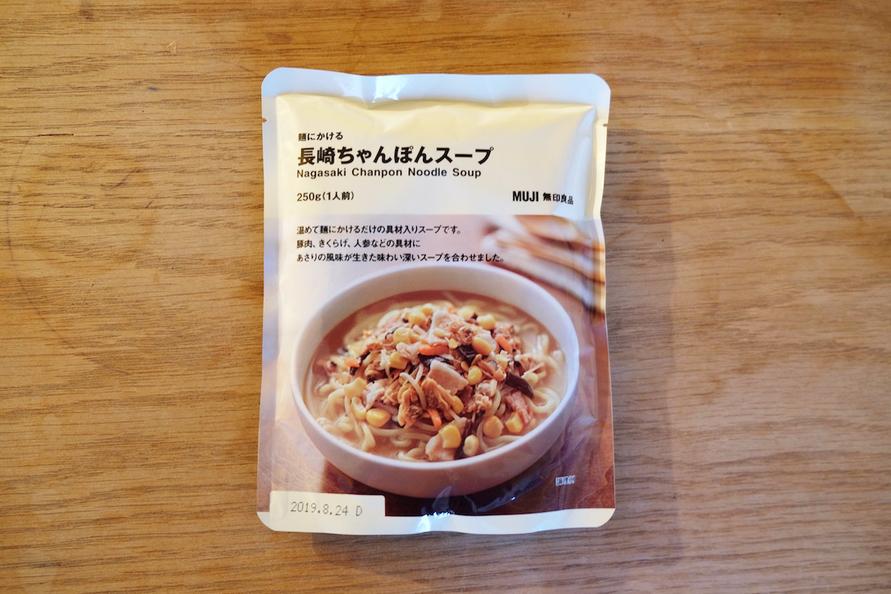 麺にかける
長崎ちゃんぽんスープ
Nagasaki Chanpon Noodle Soup
250g(1人前)
MUJI 無印良品
温めて麺にかけるだけの具材入りスープです。
豚肉、きくらげ、人参などの具材に
あさりの風味が生きた味わい深いスープを合わせました。
2019.8.24 D